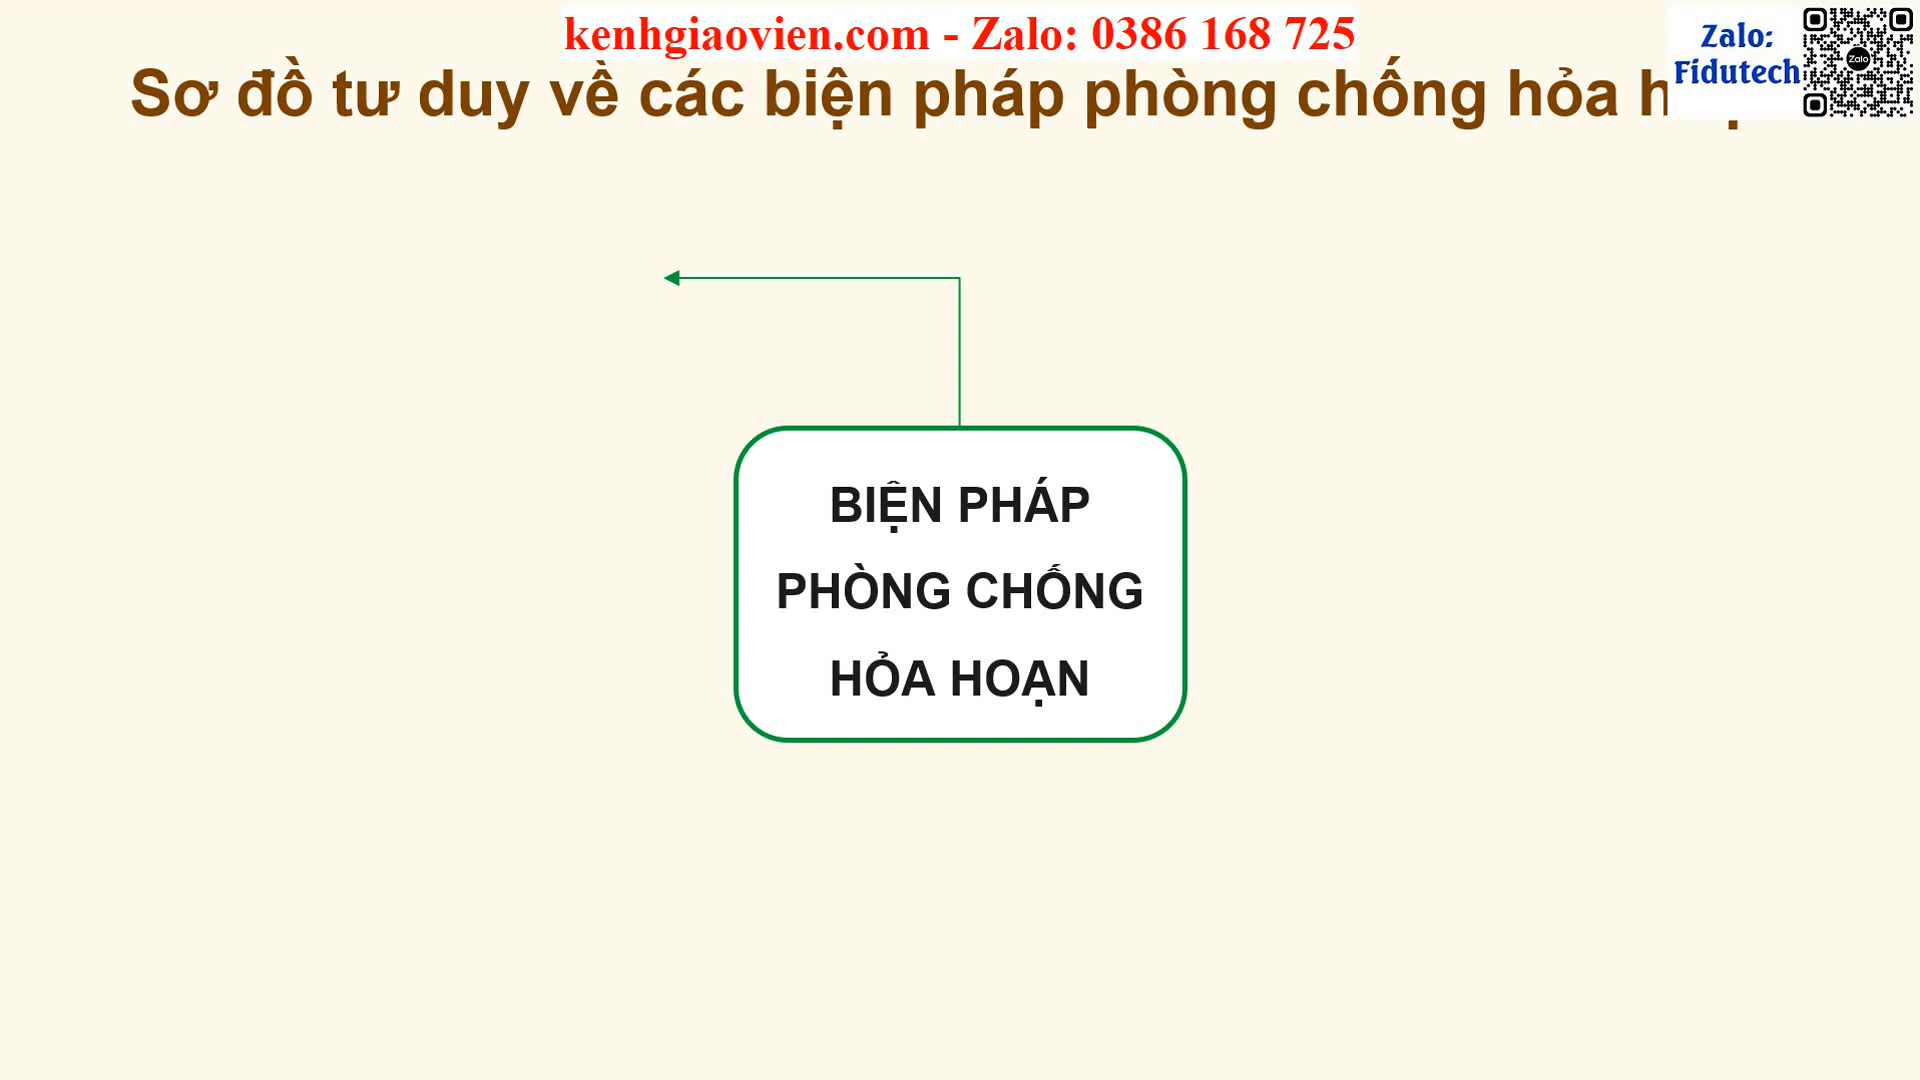 kenhgiaovien.com - Zalo: 0386 168 725
Zalo:
Fidutech
Zalo
Sơ đồ tư duy về các biện pháp phòng chống hỏa
BIỆN PHÁP
PHÒNG CHỐNG
HỎA HOẠN